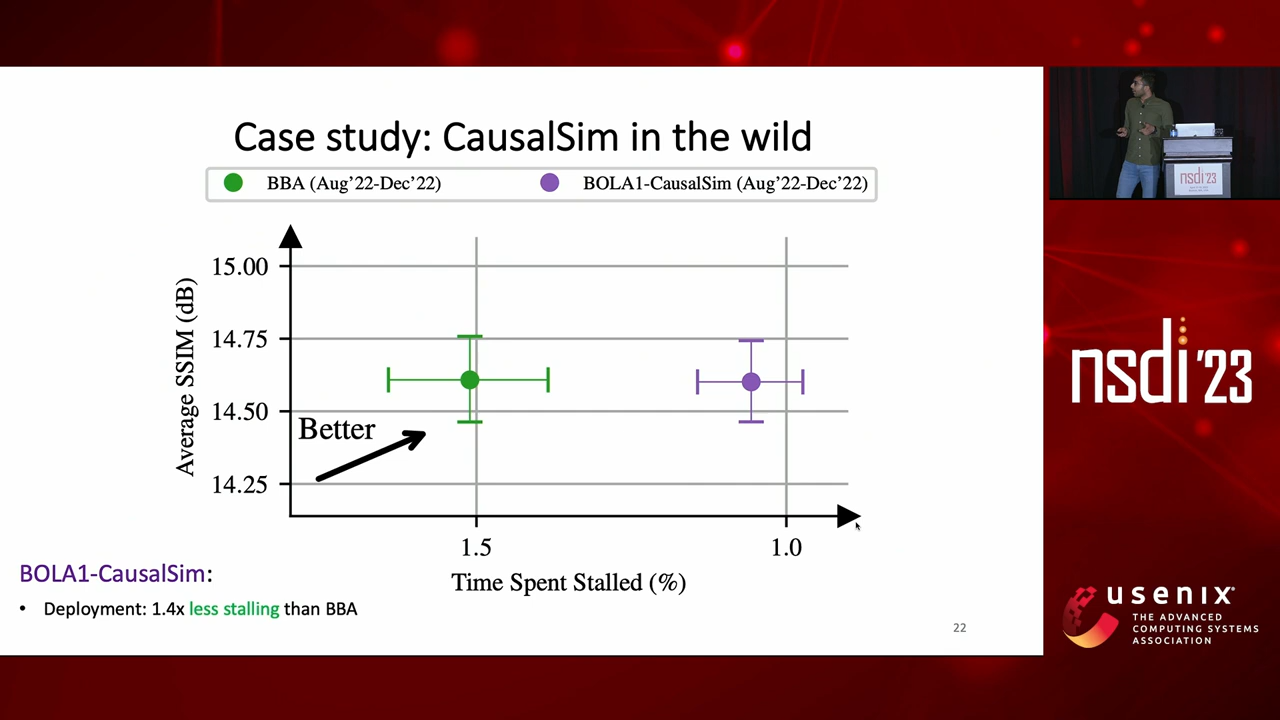 Case study: CausalSim in the wild
BBA (Aug'22-Dec'22)
BOLA1-CausalSim (Aug'22-Dec'22)
15.00
14.75
14.50
14.25
Average SSIM (dB)
Better
1.5
1.0
Time Spent Stalled (%)
BOLA1-CausalSim:
• Deployment: 1.4x less stalling than BBA
22
nsdi '23
nsdi '23
usenix
THE ADVANCED
COMPUTING SYSTEMS
ASSOCIATION